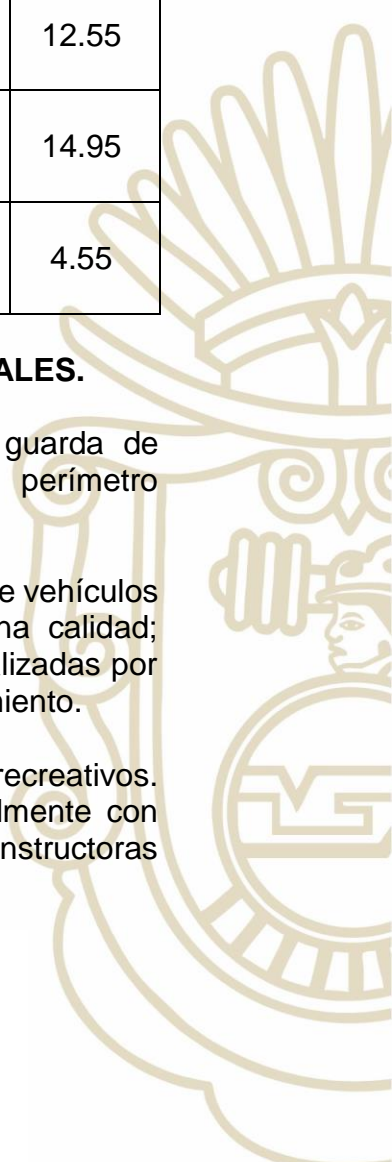 12.55
14.95
4.55
ALES.
guarda de
perímetro
e vehículos
na calidad;
lizadas por
niento.
recreativos.
lmente con
nstructoras